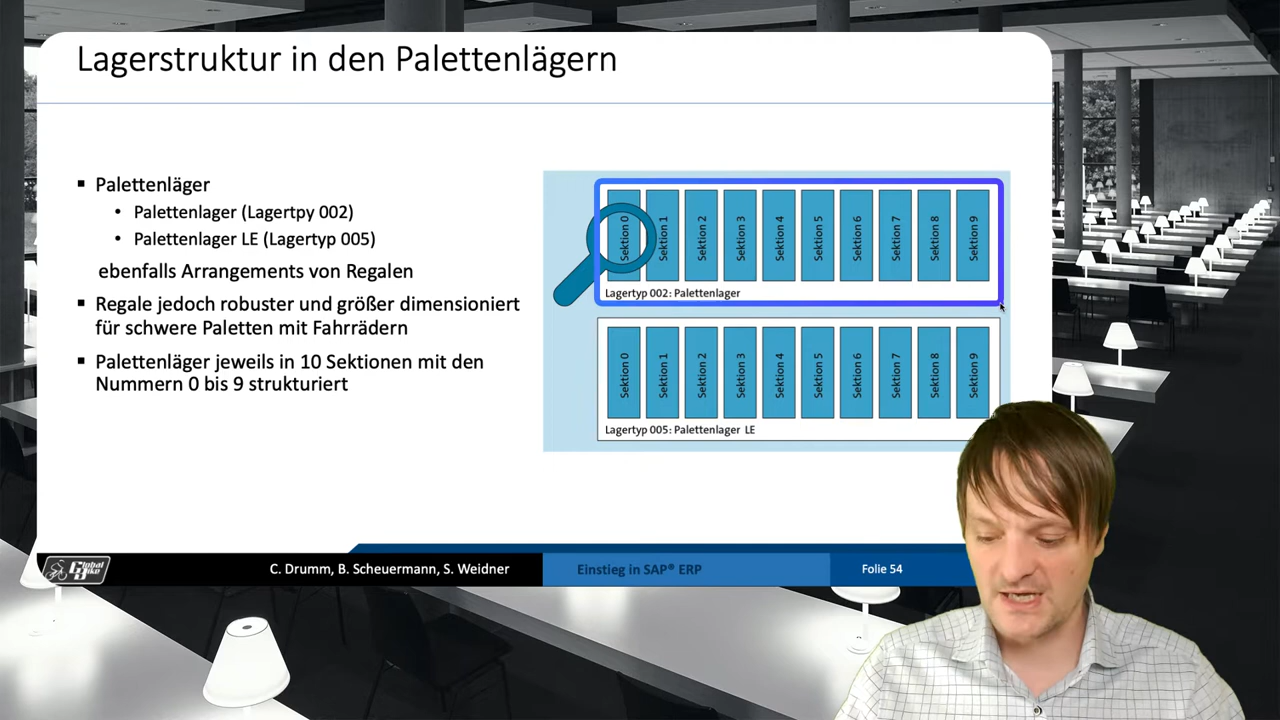 Lagerstruktur in den Palettenlägern
▪ Palettenläger
• Palettenlager (Lagertpy 002)
• Palettenlager LE (Lagertyp 005)
ebenfalls Arrangements von Regalen
▪ Regale jedoch robuster und größer dimensioniert
für schwere Paletten mit Fahrrädern
▪ Palettenläger jeweils in 10 Sektionen mit den
Nummern 0 bis 9 strukturiert
Sektion 0
Sektion 1
Sektion 2
Sektion 3
Sektion 4
Sektion 5
Sektion 6
Sektion 7
Sektion 8
Sektion 9
Lagertyp 002: Palettenlager
Sektion 0
Sektion 1
Sektion 2
Sektion 3
Sektion 4
Sektion 5
Sektion 6
Sektion 7
Sektion 8
Sektion 9
Lagertyp 005: Palettenlager LE
Global
Bike
C. Drumm, B. Scheuermann, S. Weidner
Einstieg in SAP® ERP
Folie 54